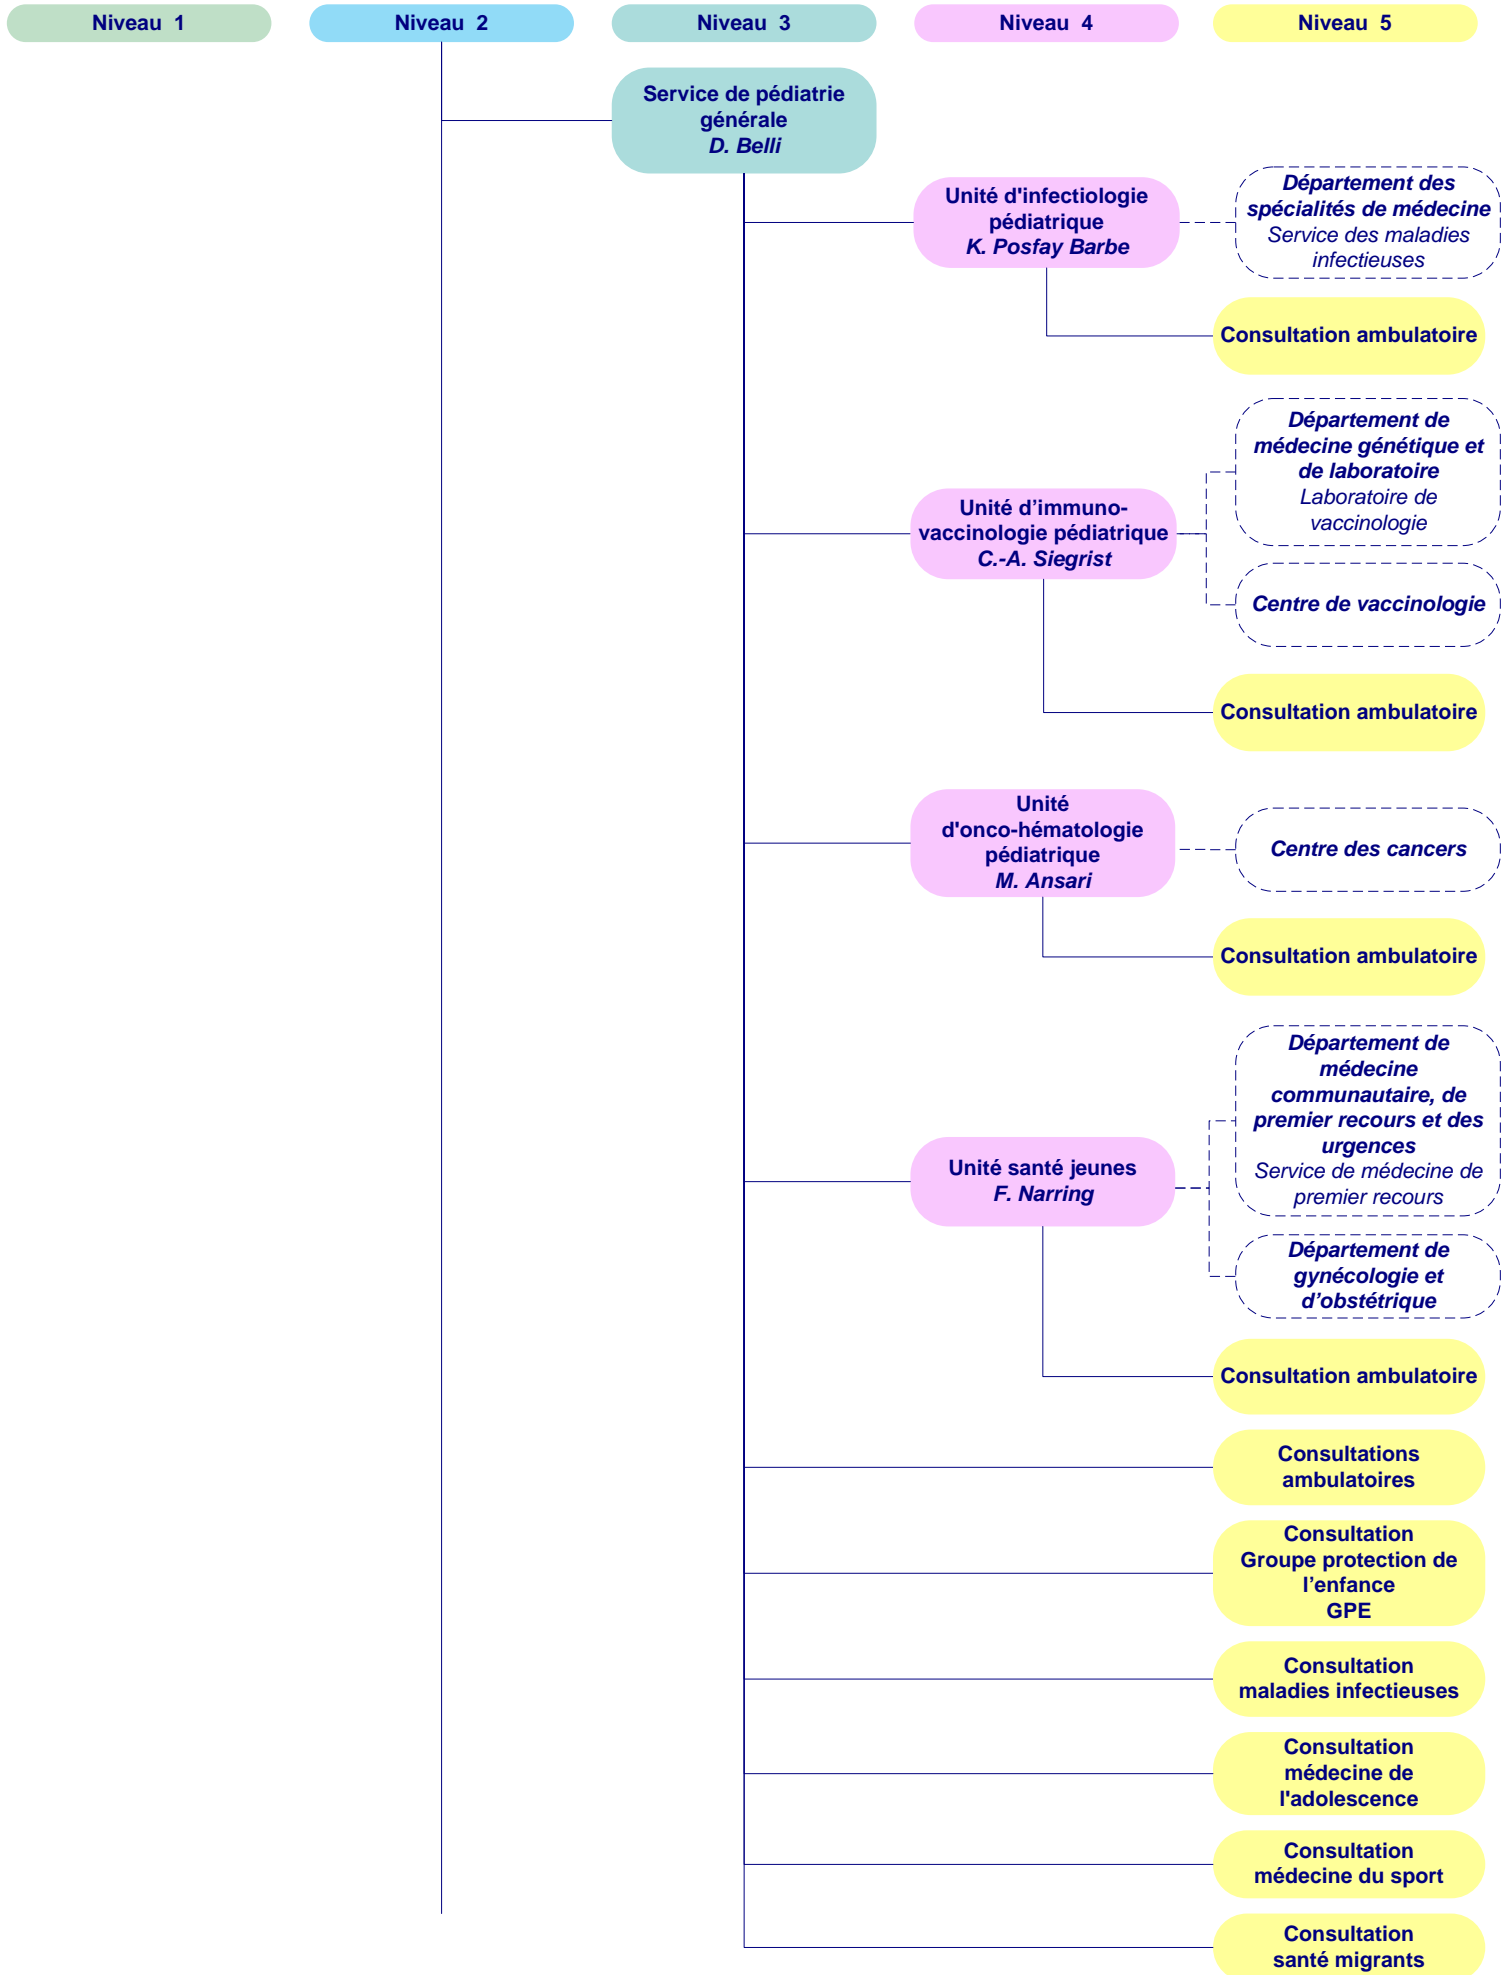 Niveau 1
Niveau 2
Niveau 3
Niveau 4
Niveau 5
Service de pédiatrie
générale
D. Belli
Unité d'infectiologie
pédiatrique
K. Posfay Barbe
Département des
spécialités de médecine
Service des maladies
infectieuses
Consultation ambulatoire
Département de
médecine génétique et
de laboratoire
Laboratoire de
vaccinologie
Unité d’immuno-
vaccinologie pédiatrique
C.-A. Siegrist
Centre de vaccinologie
Consultation ambulatoire
Unité
d'onco-hématologie
pédiatrique
M. Ansari
Centre des cancers
Consultation ambulatoire
Département de
médecine
communautaire, de
premier recours et des
urgences
Service de médecine de
premier recours
Unité santé jeunes
F. Narring
Département de
gynécologie et
d’obstétrique
Consultation ambulatoire
Consultations
ambulatoires
Consultation
Groupe protection de
l’enfance
GPE
Consultation
maladies infectieuses
Consultation
médecine de
l'adolescence
Consultation
médecine du sport
Consultation
santé migrants